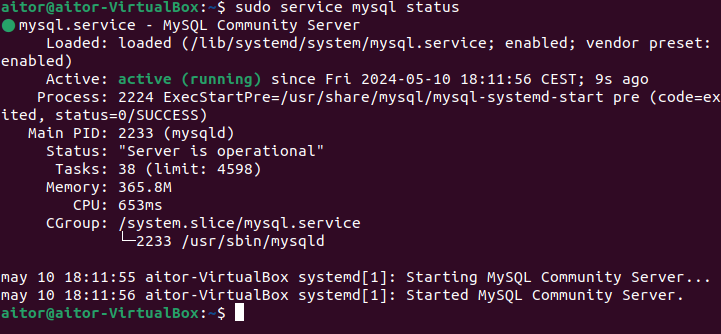 aitor@aitor-VirtualBox:~$ sudo service mysql status
● mysql.service - MySQL Community Server
     Loaded: loaded (/lib/systemd/system/mysql.service; enabled; vendor preset:
enabled)
     Active: active (running) since Fri 2024-05-10 18:11:56 CEST; 9s ago
    Process: 2224 ExecStartPre=/usr/share/mysql/mysql-systemd-start pre (code=ex
ited, status=0/SUCCESS)
   Main PID: 2233 (mysqld)
     Status: "Server is operational"
      Tasks: 38 (limit: 4598)
     Memory: 365.8M
        CPU: 653ms
     CGroup: /system.slice/mysql.service
             └─2233 /usr/sbin/mysqld

may 10 18:11:55 aitor-VirtualBox systemd[1]: Starting MySQL Community Server...
may 10 18:11:56 aitor-VirtualBox systemd[1]: Started MySQL Community Server.
aitor@aitor-VirtualBox:~$